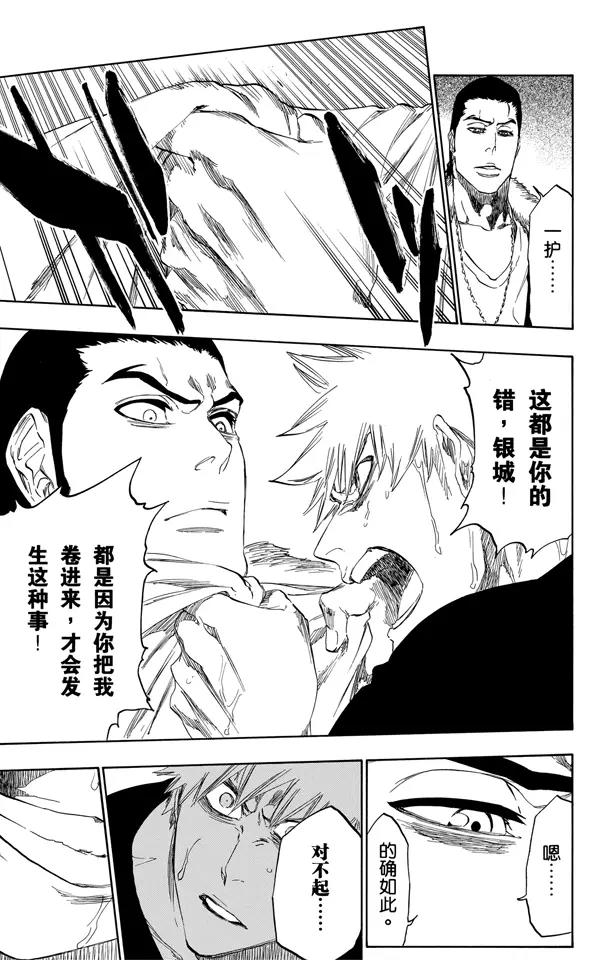 一护……
这都是你的
错，银城！
都是因为你把我
卷进来，才会发
生这种事！
嗯……
的确如此。
对不起……